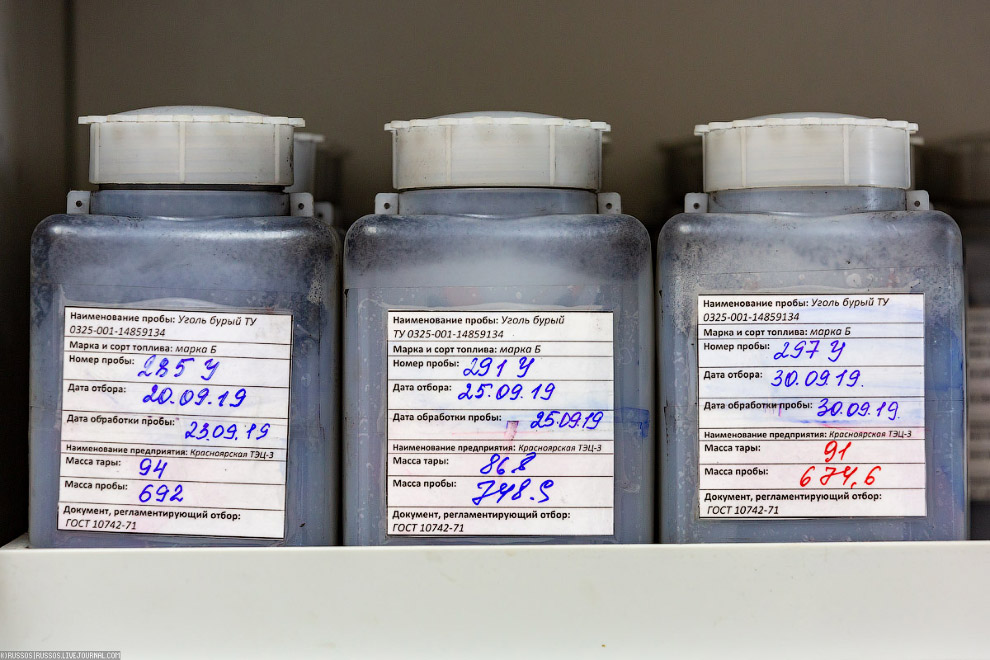 Наименование пробы: Уголь бурый ТУ
0325-001-14859134
Марка и сорт топлива: марка Б
Номер пробы: 285 У
Дата отбора: 20.09.19
Дата обработки пробы: 23.09.19
Наименование предприятия: Красноярская ТЭЦ-3
Масса тары: 94
Масса пробы: 692
Документ, регламентирующий отбор:
ГОСТ 10742-71
Наименование пробы: Уголь бурый
ТУ 0325-001-14859134
Марка и сорт топлива: марка Б
Номер пробы: 291 У
Дата отбора: 25.09.19
Дата обработки пробы: 25.09.19
Наименование предприятия: Красноярская ТЭЦ-3
Масса тары: 86.8
Масса пробы: 748.9
Документ, регламентирующий отбор:
ГОСТ 10742-71
Наименование пробы: Уголь бурый ТУ
0325-001-14859134
Марка и сорт топлива: марка Б
Номер пробы: 297 У
Дата отбора: 30.09.19.
Дата обработки пробы: 30.09.19.
Наименование предприятия: Красноярская ТЭЦ-3
Масса тары: 91
Масса пробы: 674,6
Документ, регламентирующий отбор:
ГОСТ 10742-71
(K)RUSSOS|RUSSOS.LIVEJOURNAL.COM